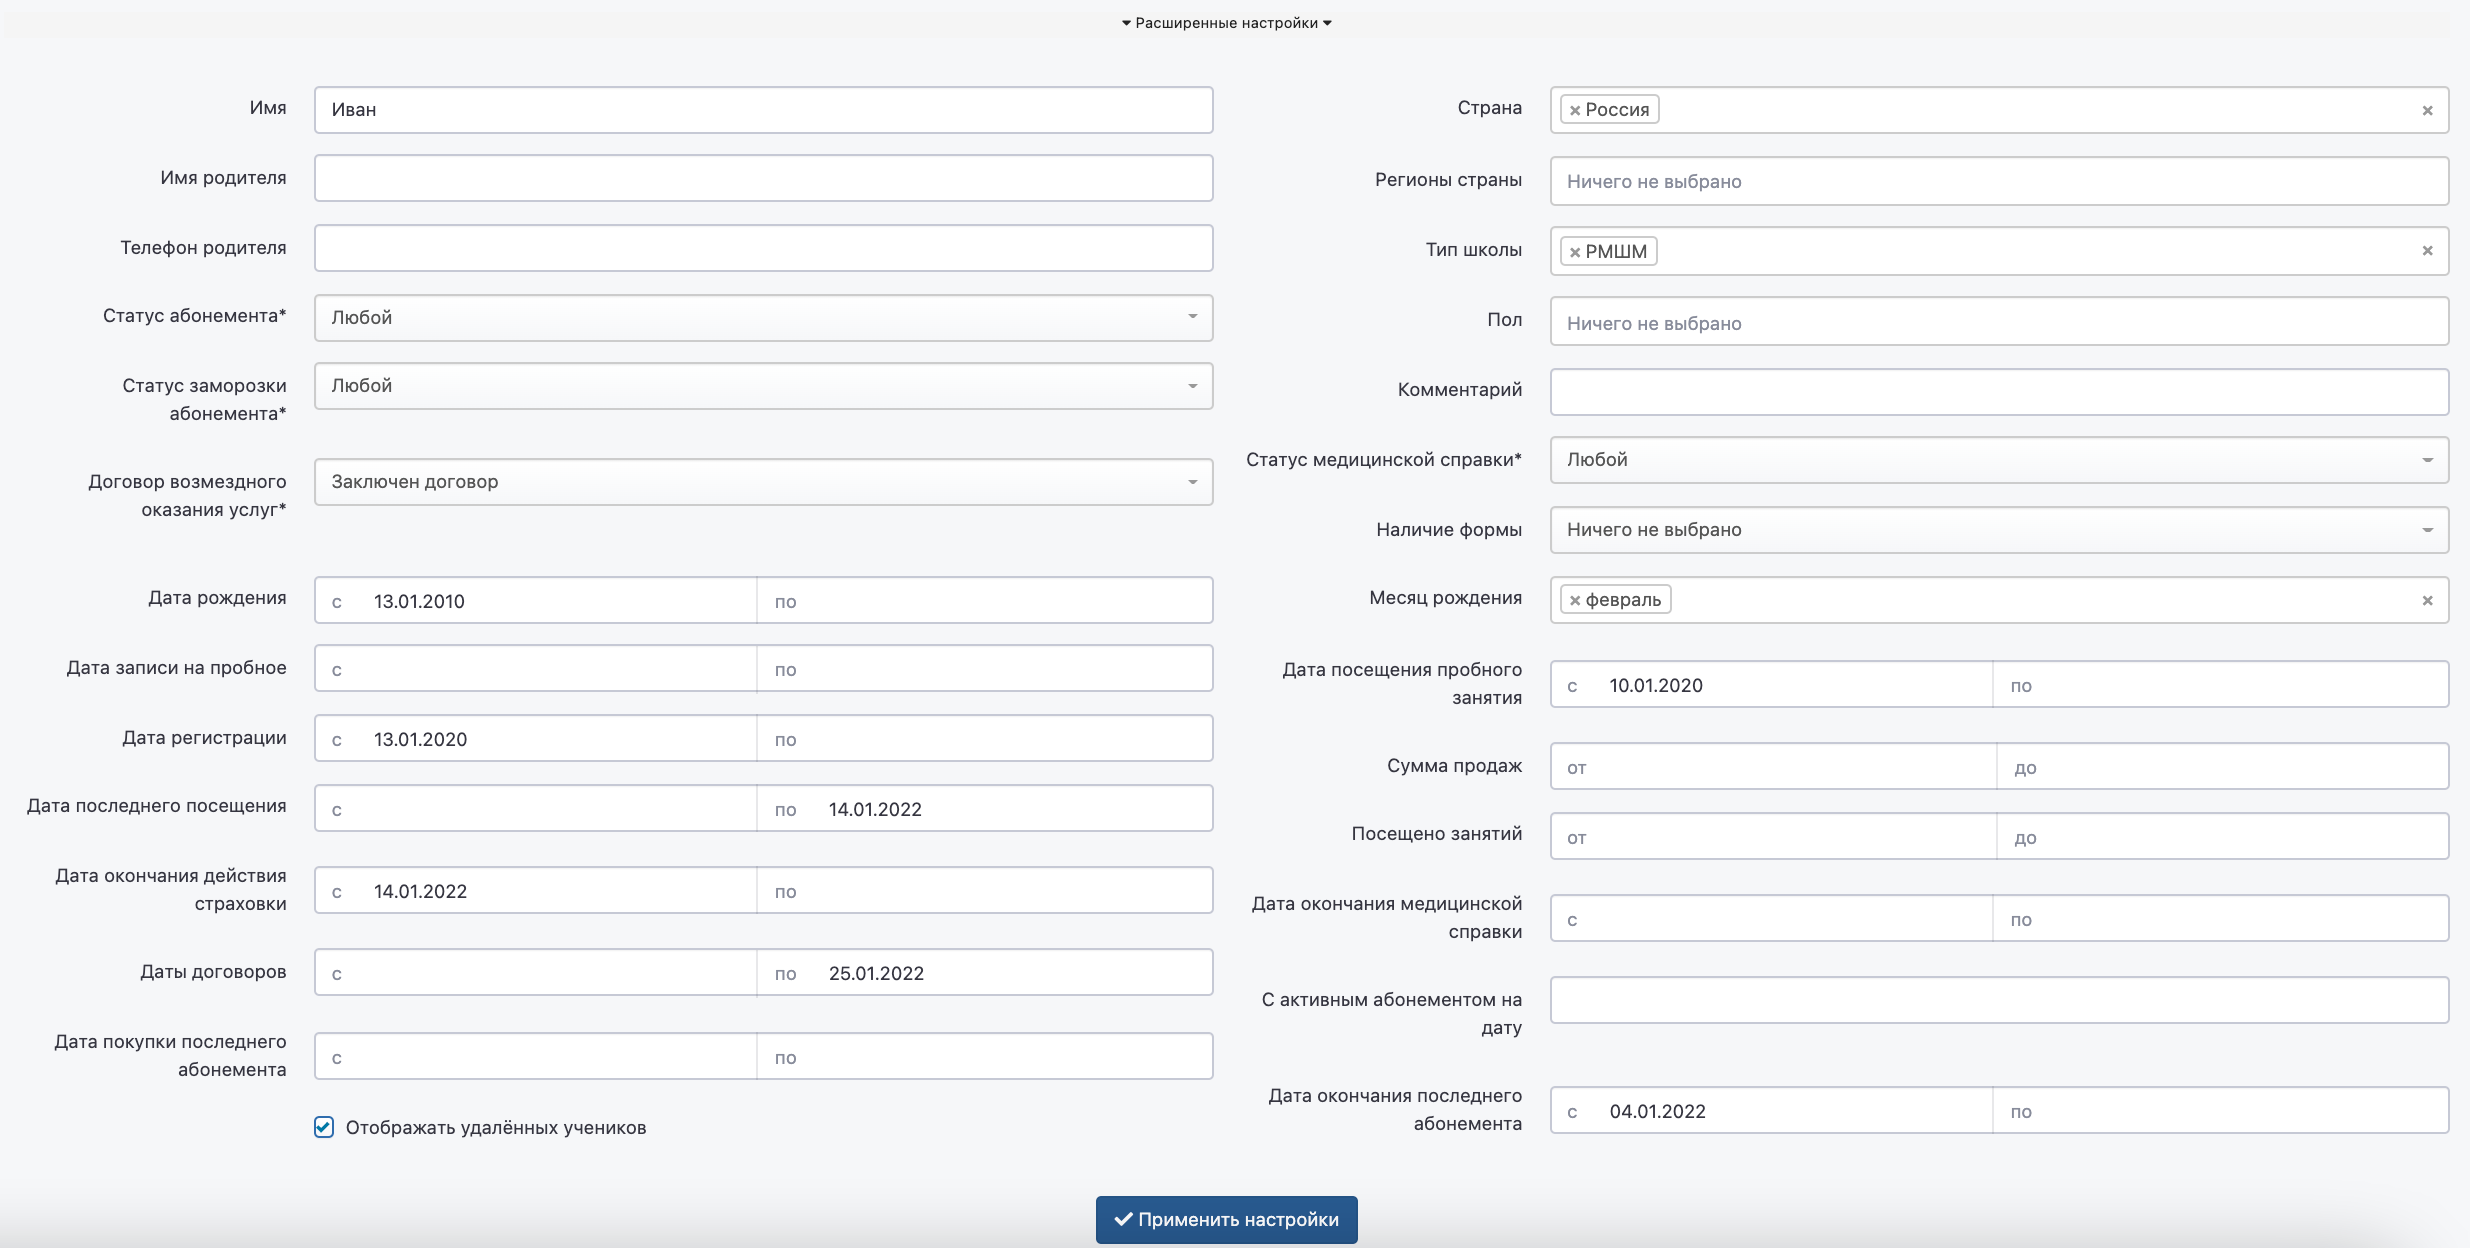 Расширенные настройки
Имя
Иван
Имя родителя
Телефон родителя
Статус абонемента*
Любой
Статус заморозки
абонемента*
Любой
Договор возмездного
оказания услуг*
Заключен договор
Дата рождения
с 13.01.2010 по
Дата записи на пробное
с по
Дата регистрации
с 13.01.2020 по
Дата последнего посещения
с по 14.01.2022
Дата окончания действия
страховки
с 14.01.2022 по
Даты договоров
с по 25.01.2022
Дата покупки последнего
абонемента
с по
Отображать удалённых учеников
Страна
× Россия ×
Регионы страны
Ничего не выбрано
Тип школы
× РМШМ ×
Пол
Ничего не выбрано
Комментарий
Статус медицинской справки*
Любой
Наличие формы
Ничего не выбрано
Месяц рождения
× февраль ×
Дата посещения пробного
занятия
с 10.01.2020 по
Сумма продаж
от до
Посещено занятий
от до
Дата окончания медицинской
справки
с по
С активным абонементом на
дату
Дата окончания последнего
абонемента
с 04.01.2022 по
Применить настройки